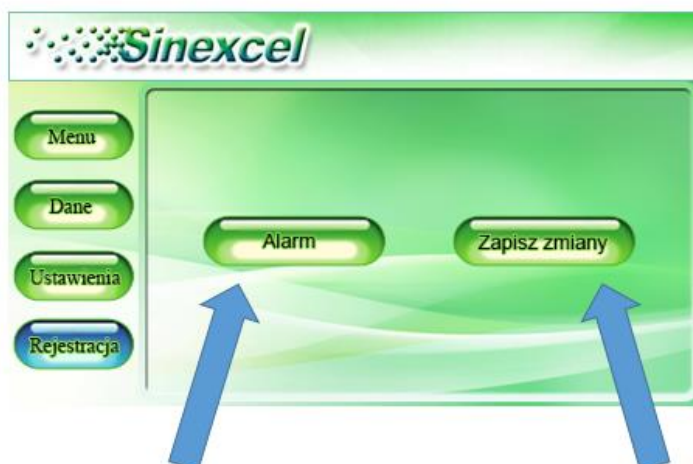 Sinexcel
Menu
Dane
Ustawienia
Rejestracja
Alarm
Zapisz zmiany